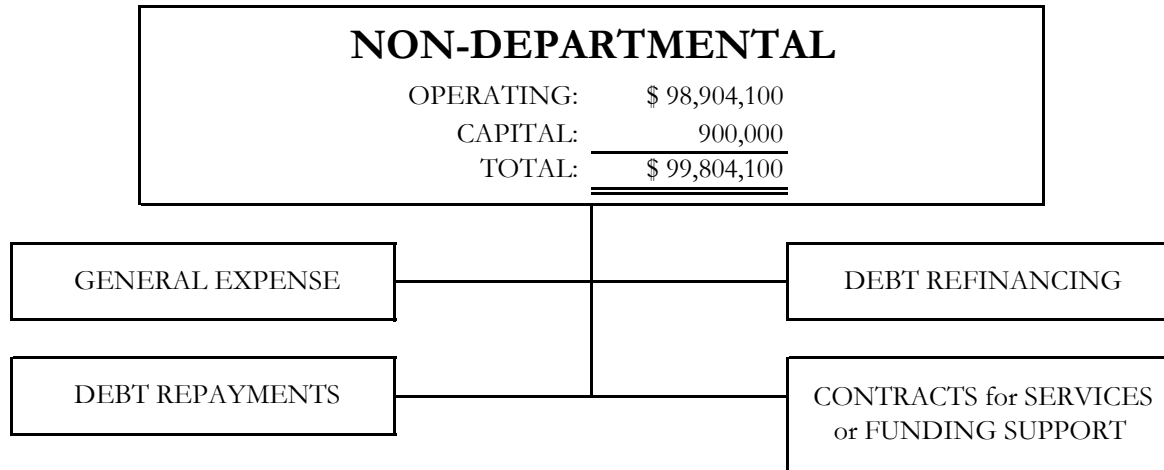 NON-DEPARTMENTAL
OPERATING: $ 98,904,100
CAPITAL: 900,000
TOTAL: $ 99,804,100
GENERAL EXPENSE
DEBT REFINANCING
DEBT REPAYMENTS
CONTRACTS for SERVICES
or FUNDING SUPPORT